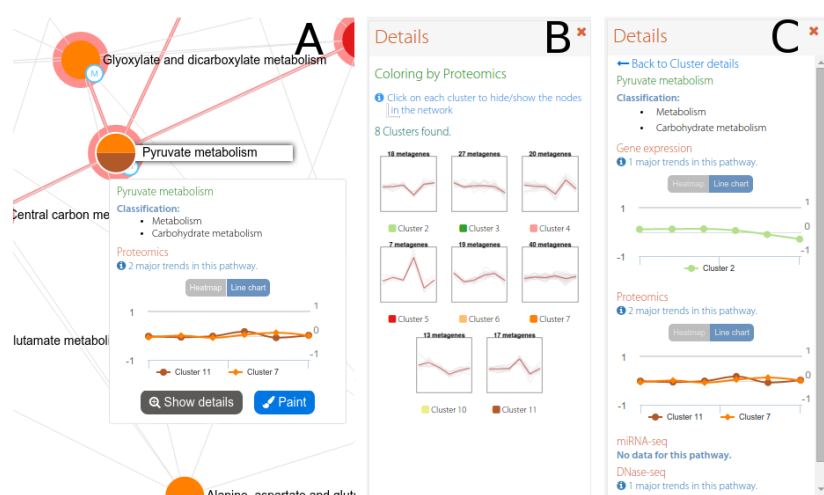 A
Glyoxylate and dicarboxylate metabolism
M
Pyruvate metabolism
Pyruvate metabolism
Classification:
• Metabolism
• Carbohydrate metabolism
Central carbon me
Proteomics
2 major trends in this pathway.
Heatmap Line chart
1 1
0
-1 -1
Cluster 11 Cluster 7
lutamate metaboli
Show details Paint
Alanine, aspartate and glut
B
Details
Coloring by Proteomics
Click on each cluster to hide/show the nodes
in the network
8 Clusters found.
18 metagenes 27 metagenes 20 metagenes
Cluster 2 Cluster 3 Cluster 4
7 metagenes 19 metagenes 40 metagenes
Cluster 5 Cluster 6 Cluster 7
13 metagenes 17 metagenes
Cluster 10 Cluster 11
C
Details
Back to Cluster details
Pyruvate metabolism
Classification:
• Metabolism
• Carbohydrate metabolism
Gene expression
1 major trends in this pathway.
Heatmap Line chart
1 1
0
-1 -1
Cluster 2
Proteomics
2 major trends in this pathway.
Heatmap Line chart
1 1
0
-1 -1
Cluster 11 Cluster 7
miRNA-seq
No data for this pathway.
DNase-seq
1 major trends in this pathway.